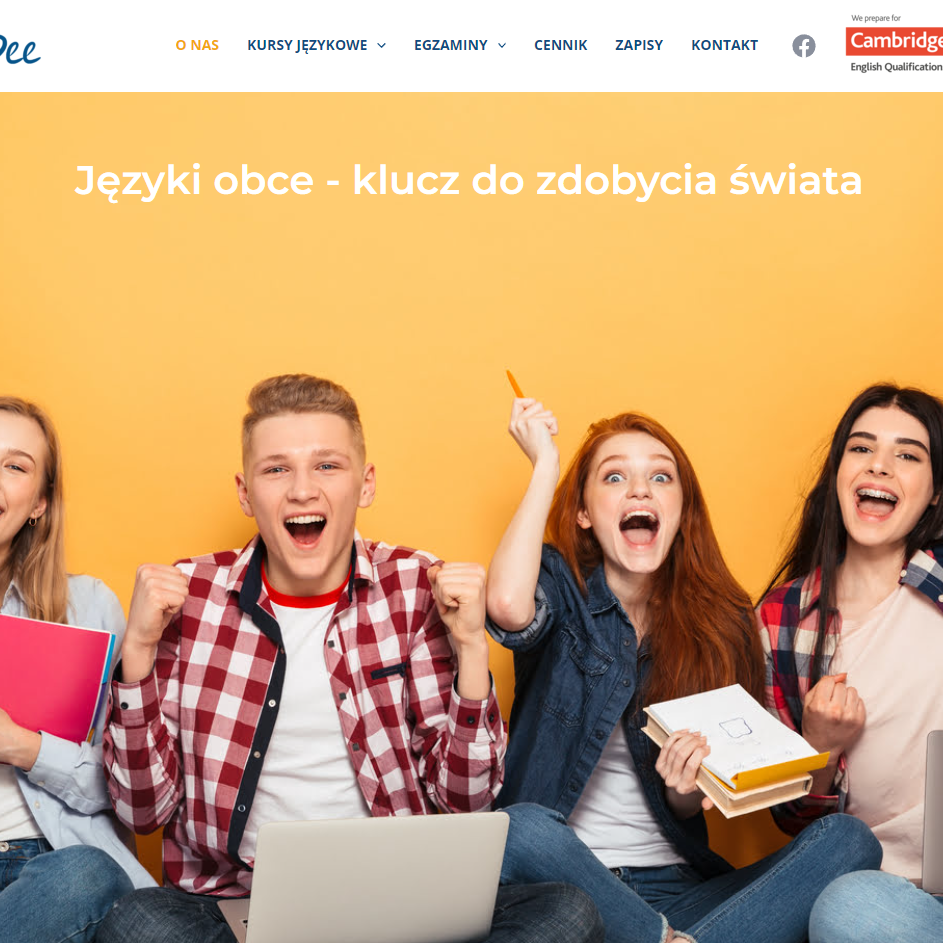 O NAS
KURSY JĘZYKOWE
EGZAMINY
CENNIK
ZAPISY
KONTAKT
We prepare for
Cambridge
English Qualification
Języki obce - klucz do zdobycia świata